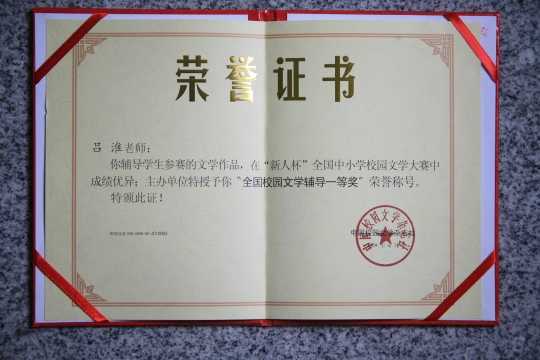 荣誉证书
吕 淮老师:
你辅导学生参赛的文学作品,在“新人杯”全国中小学校园文学大赛中
成绩优异;主办单位特授予你“全国校园文学辅导一等奖”荣誉称号。
特颁此证!